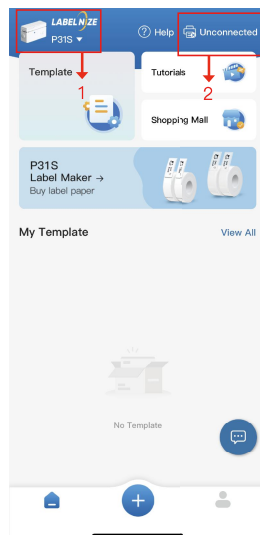 LABELNIZE
P31S ▼
Help
Unconnected
Template
1
Tutorials
2
Shopping Mall
P31S
Label Maker →
Buy label paper
My Template
View All
No Template